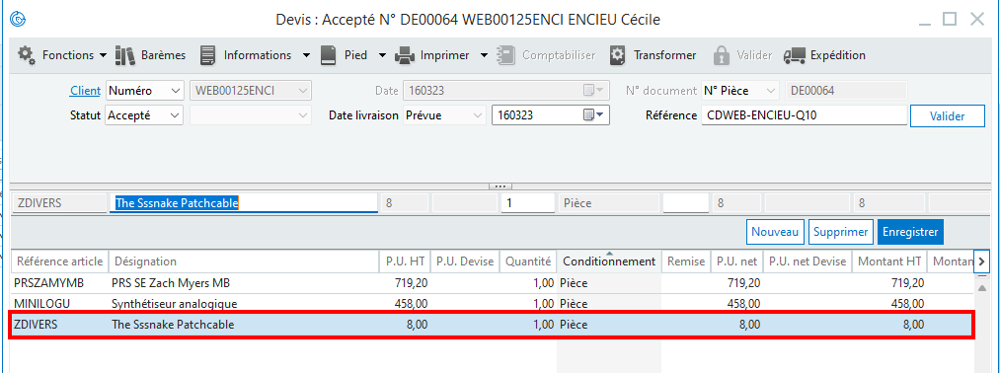 Devis : Accepté N° DE00064 WEB00125ENCI ENCIEU Cécile
Fonctions Barèmes Informations Pied Imprimer Comptabiliser Transformer Valider Expédition
Client Numéro WEB00125ENCI Date 160323 N° document N° Pièce DE00064
Statut Accepté Date livraison Prévue 160323 Référence CDWEB-ENCIEU-Q10 Valider
ZDIVERS The Sssnake Patchcable 8 1 Pièce 8 8
Nouveau Supprimer Enregistrer
Référence article Désignation P.U. HT P.U. Devise Quantité Conditionnement Remise P.U. net P.U. net Devise Montant HT Montan
PRSZAMYMB PRS SE Zach Myers MB 719,20 1,00 Pièce 719,20 719,20
MINILOGU Synthétiseur analogique 458,00 1,00 Pièce 458,00 458,00
ZDIVERS The Sssnake Patchcable 8,00 1,00 Pièce 8,00 8,00